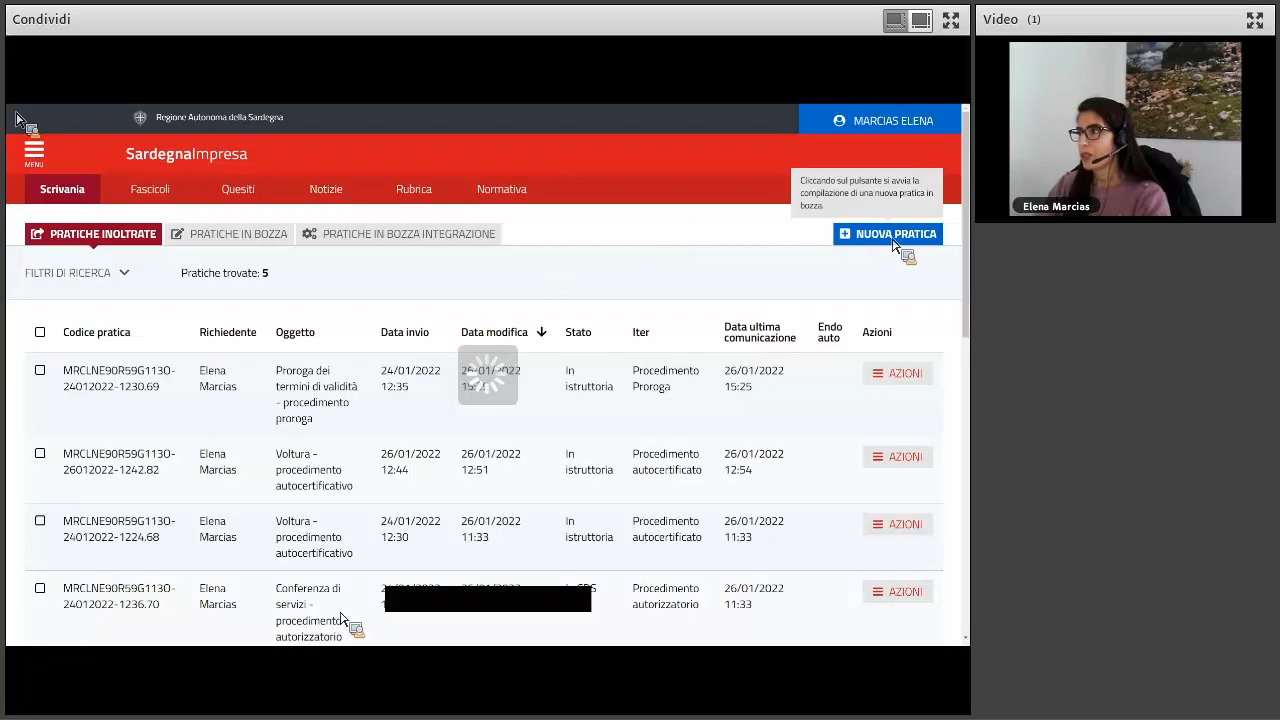 Condividi
Video (1)
Regione Autonoma della Sardegna
MARCIAS ELENA
MENU
SardegnaImpresa
Scrivania
Fascicoli
Quesiti
Notizie
Rubrica
Normativa
Cliccando sul pulsante si avvia la
compilazione di una nuova pratica in
bozza.
Elena Marcias
PRATICHE INOLTRATE
PRATICHE IN BOZZA
PRATICHE IN BOZZA INTEGRAZIONE
NUOVA PRATICA
FILTRI DI RICERCA
Pratiche trovate: 5
Codice pratica
Richiedente
Oggetto
Data invio
Data modifica
Stato
Iter
Data ultima
comunicazione
Endo
auto
Azioni
MRCLNE90R59G113O-
24012022-1230.69
Elena
Marcias
Proroga dei
termini di validità
- procedimento
proroga
24/01/2022
12:35
26/01/2022
In
istruttoria
Procedimento
Proroga
26/01/2022
15:25
AZIONI
MRCLNE90R59G113O-
26012022-1242.82
Elena
Marcias
Voltura -
procedimento
autocertificativo
26/01/2022
12:44
26/01/2022
12:51
In
istruttoria
Procedimento
autocertificato
26/01/2022
12:54
AZIONI
MRCLNE90R59G113O-
24012022-1224.68
Elena
Marcias
Voltura -
procedimento
autocertificativo
24/01/2022
12:30
26/01/2022
11:33
In
istruttoria
Procedimento
autocertificato
26/01/2022
11:33
AZIONI
MRCLNE90R59G113O-
24012022-1236.70
Elena
Marcias
Conferenza di
servizi -
procedimento
autorizzatorio
Procedimento
autorizzatorio
26/01/2022
11:33
AZIONI